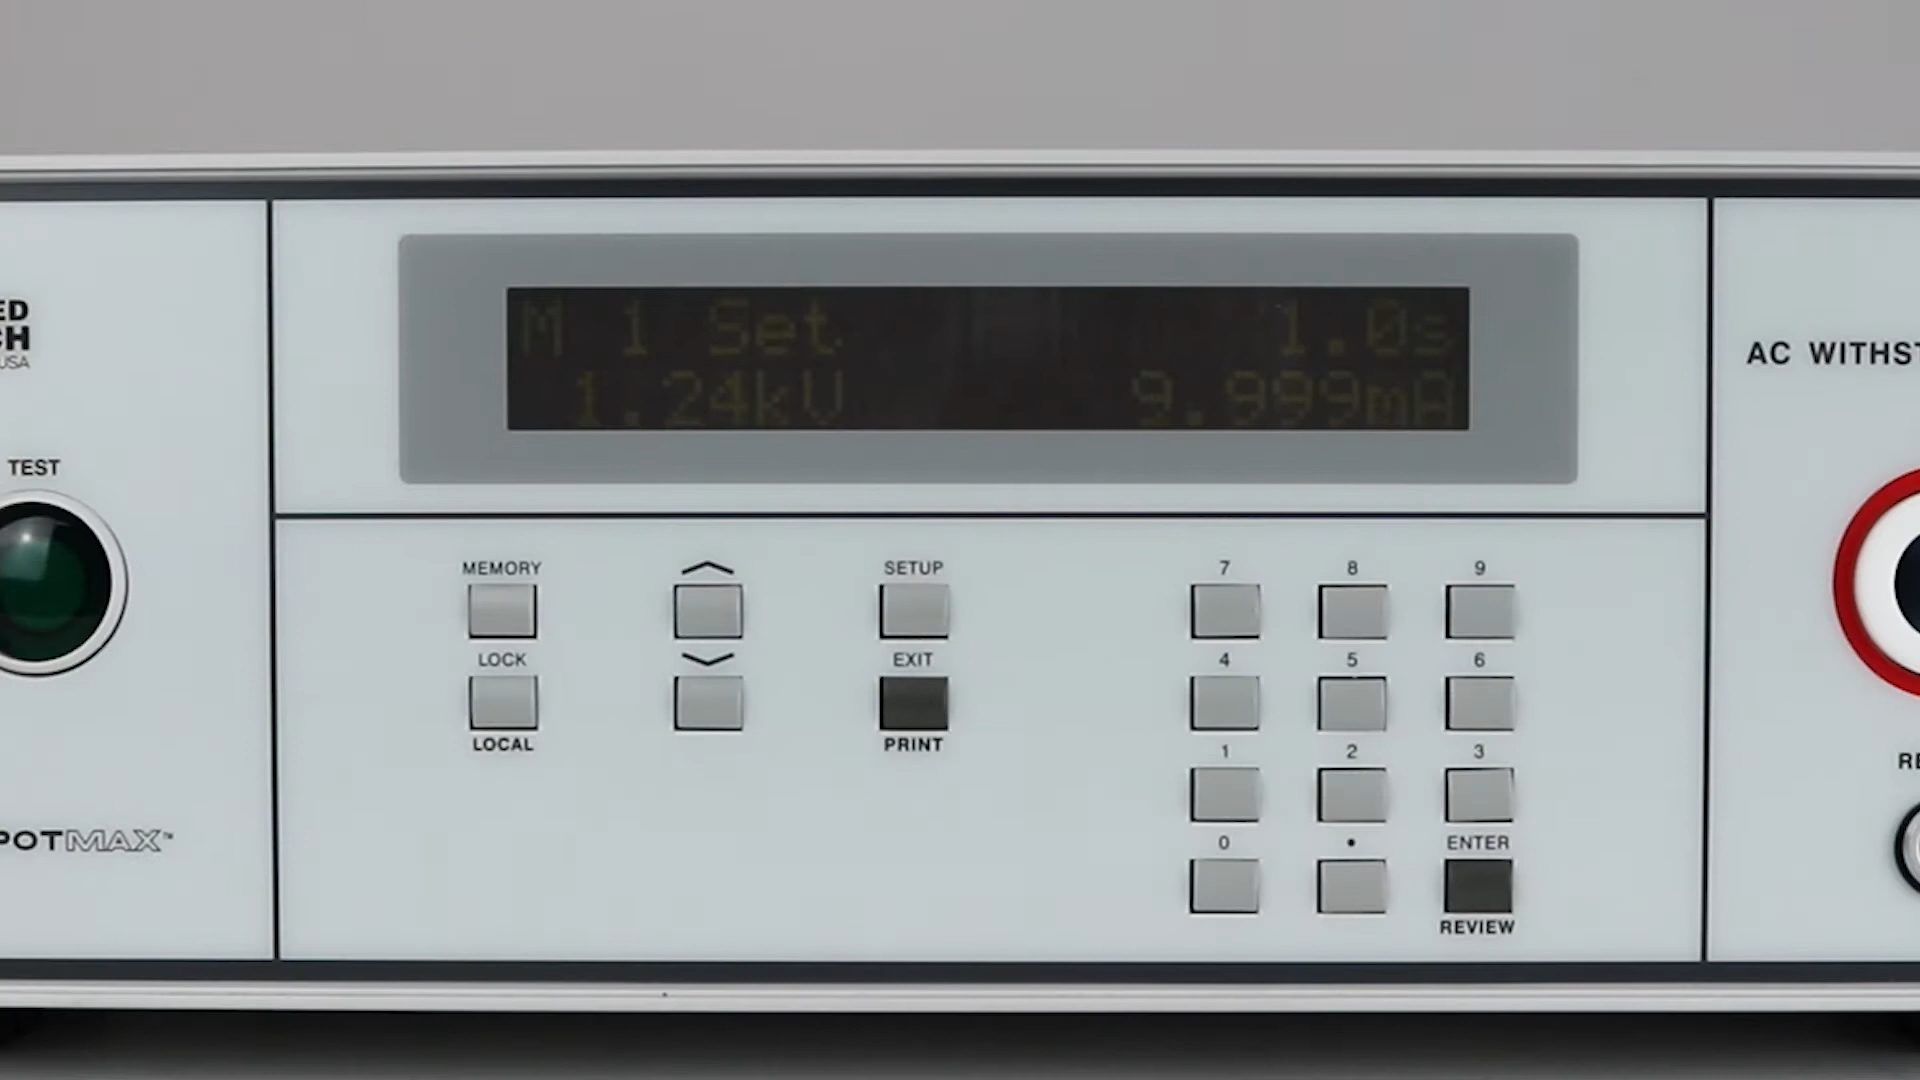 ED
CH
USA
TEST
POTMAX™
M 1 Set 1.0s
1.24kV 9.999mA
MEMORY
SETUP
LOCK
EXIT
LOCAL
PRINT
7 8 9
4 5 6
1 2 3
0 • ENTER
REVIEW
AC WITHST
RE